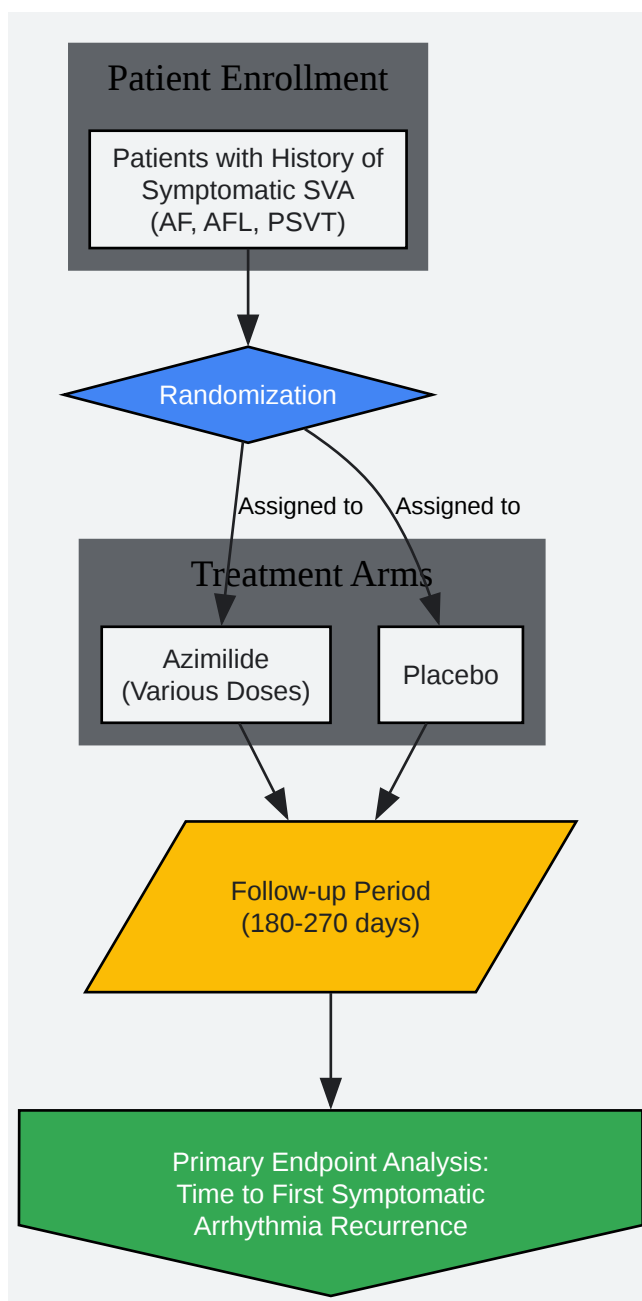 Patient Enrollment
Patients with History of
Symptomatic SVA
(AF, AFL, PSVT)
Randomization
Assigned to
Assigned to
Treatment Arms
Azimilide
(Various Doses)
Placebo
Follow-up Period
(180-270 days)
Primary Endpoint Analysis:
Time to First Symptomatic
Arrhythmia Recurrence